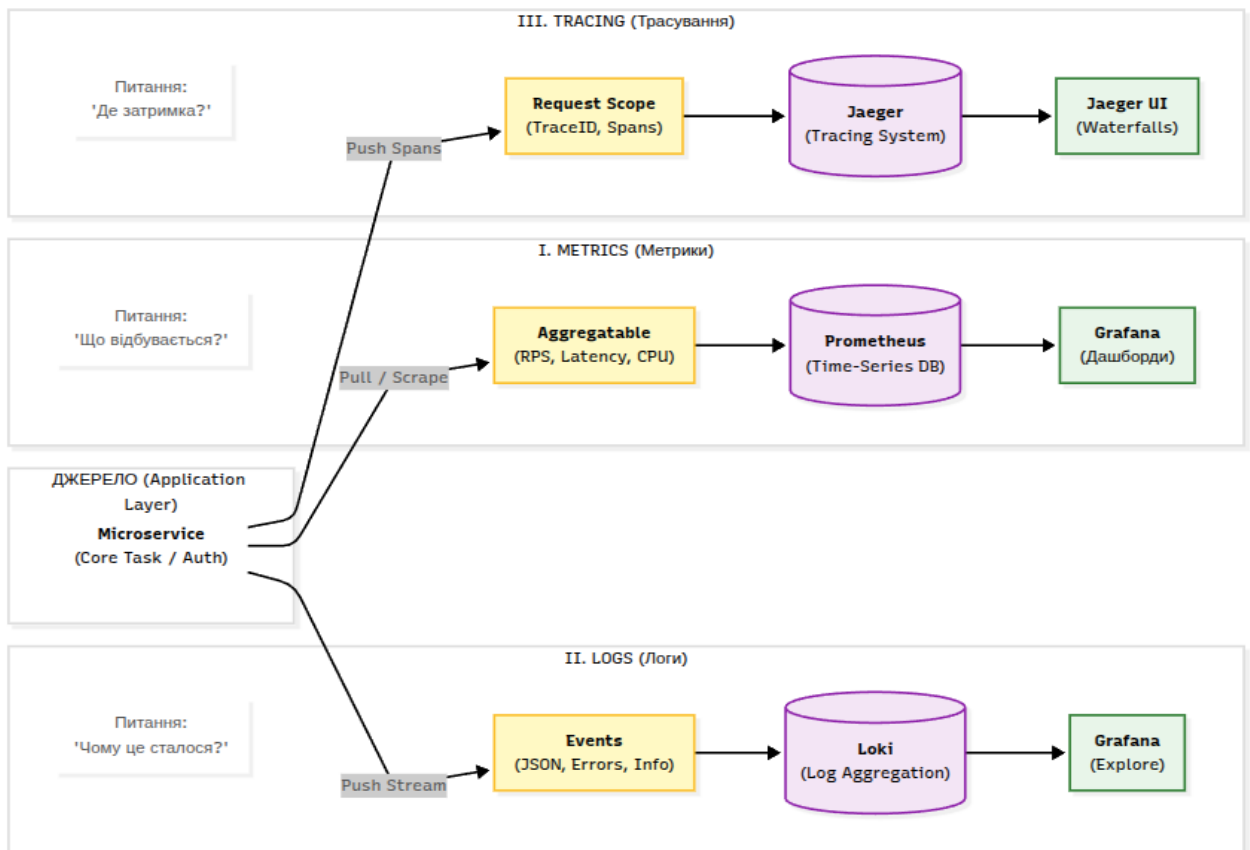 III. TRACING (Трасування)
Питання:
'Де затримка?'
Push Spans
Request Scope
(TraceID, Spans)
Jaeger
(Tracing System)
Jaeger UI
(Waterfalls)
I. METRICS (Метрики)
Питання:
'Що відбувається?'
Pull / Scrape
Aggregatable
(RPS, Latency, CPU)
Prometheus
(Time-Series DB)
Grafana
(Дашборди)
ДЖЕРЕЛО (Application
Layer)
Microservice
(Core Task / Auth)
II. LOGS (Логи)
Питання:
'Чому це сталося?'
Push Stream
Events
(JSON, Errors, Info)
Loki
(Log Aggregation)
Grafana
(Explore)